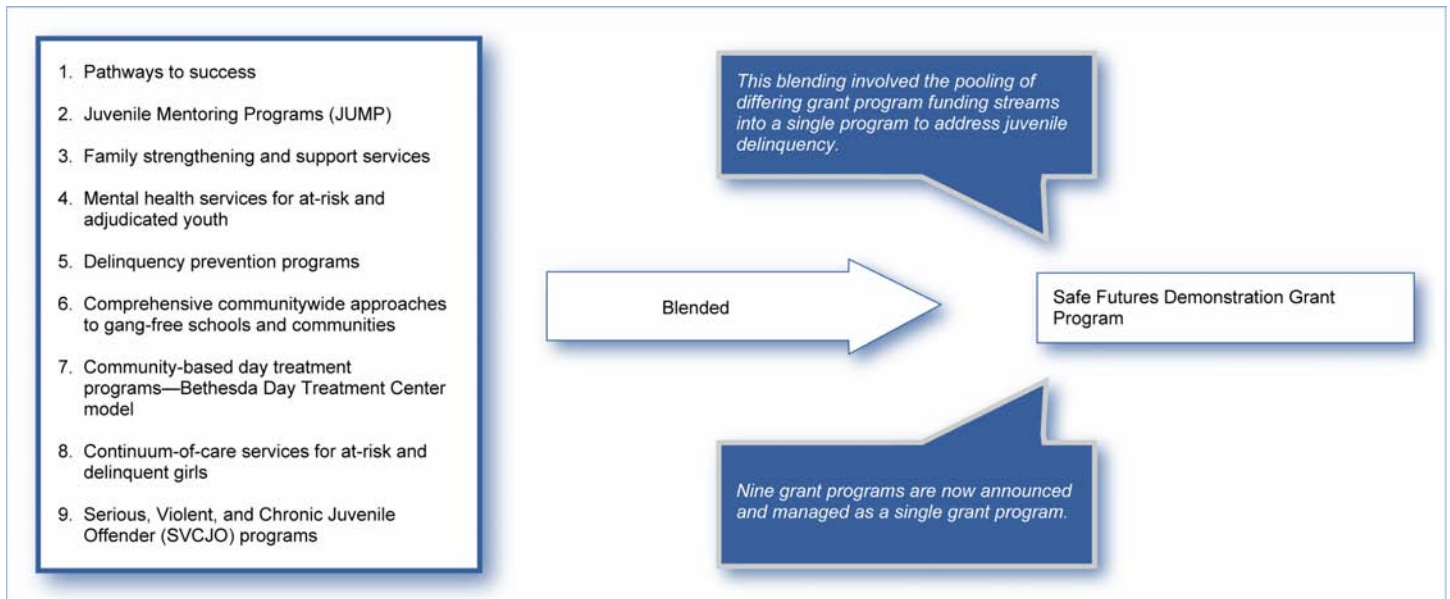 1. Pathways to success
2. Juvenile Mentoring Programs (JUMP)
3. Family strengthening and support services
4. Mental health services for at-risk and
adjudicated youth
5. Delinquency prevention programs
6. Comprehensive communitywide approaches
to gang-free schools and communities
7. Community-based day treatment
programs—Bethesda Day Treatment Center
model
8. Continuum-of-care services for at-risk and
delinquent girls
9. Serious, Violent, and Chronic Juvenile
Offender (SVCJO) programs
Blended
This blending involved the pooling of
differing grant program funding streams
into a single program to address juvenile
delinquency.
Safe Futures Demonstration Grant
Program
Nine grant programs are now announced
and managed as a single grant program.